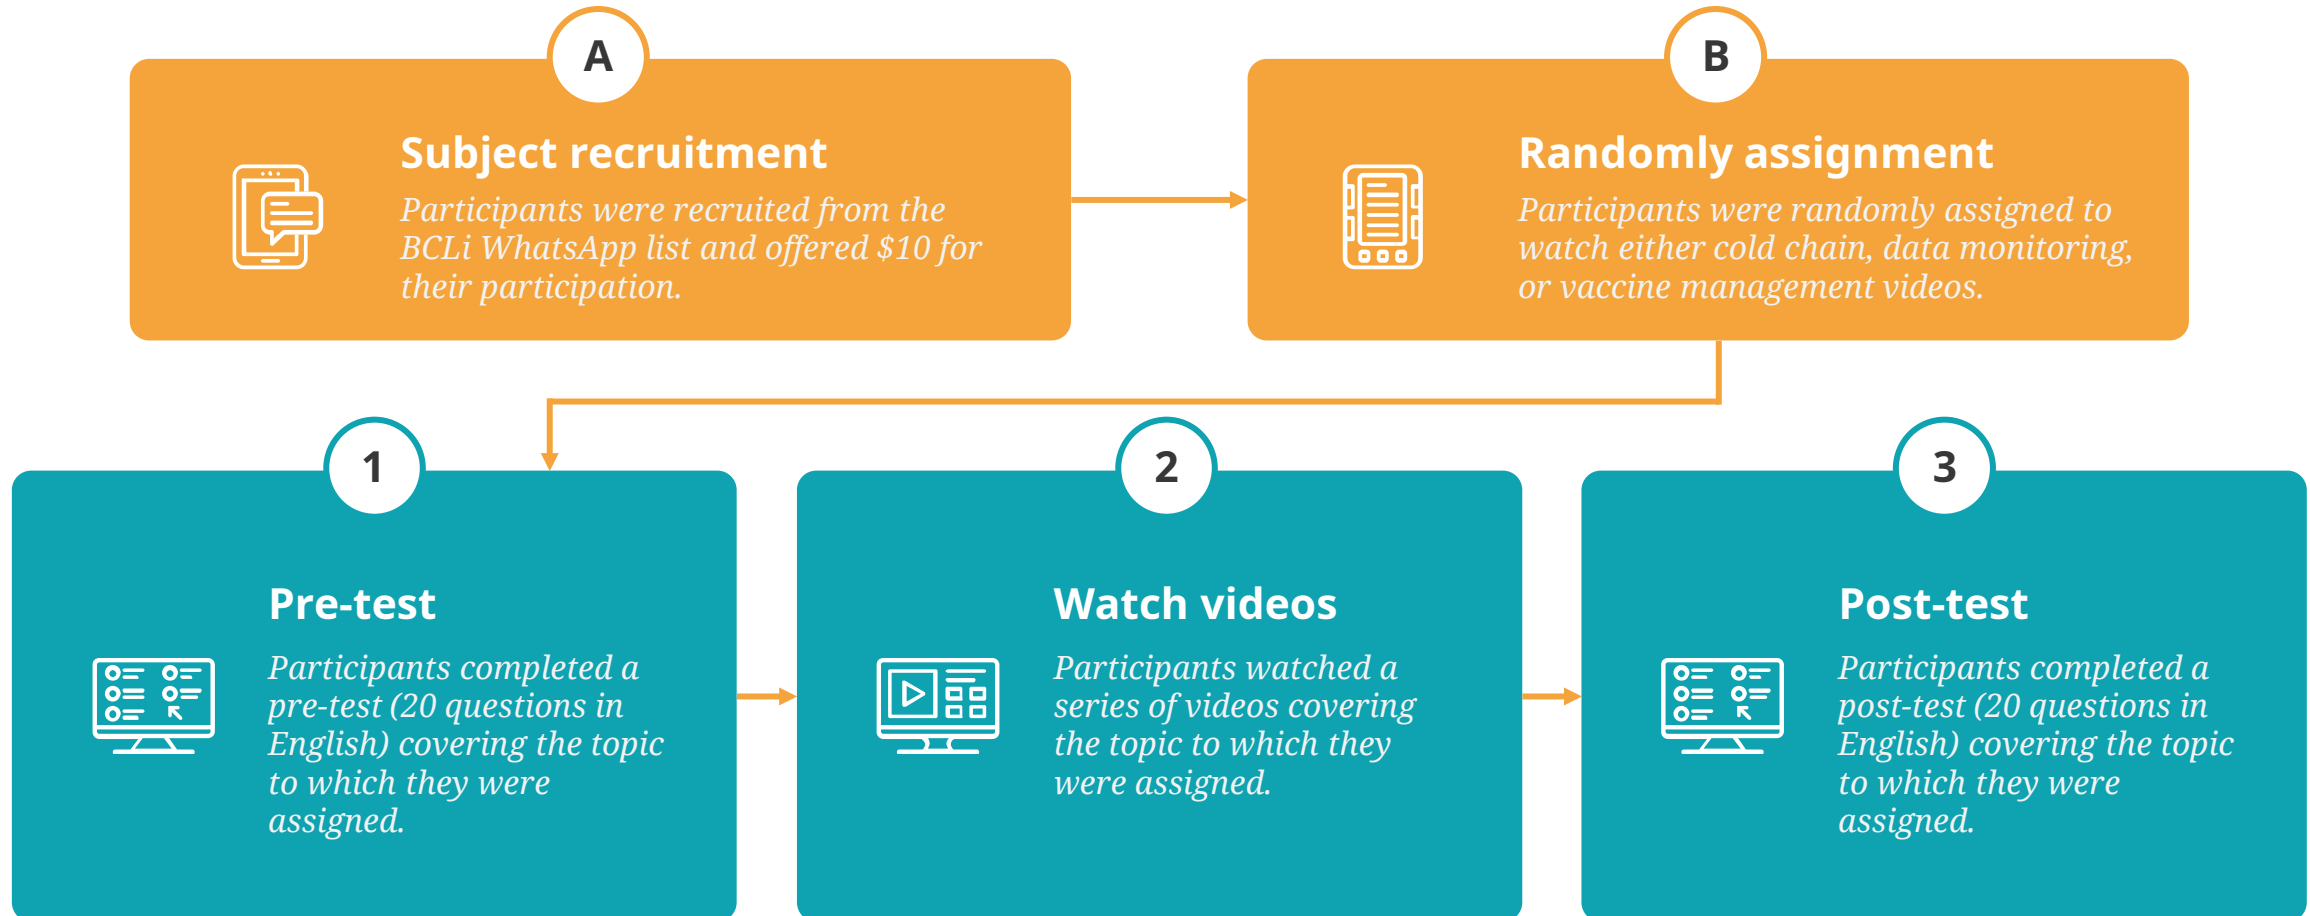 A
Subject recruitment
Participants were recruited from the
BCLi WhatsApp list and offered $10 for
their participation.
B
Randomly assignment
Participants were randomly assigned to
watch either cold chain, data monitoring,
or vaccine management videos.
1
Pre-test
Participants completed a
pre-test (20 questions in
English) covering the topic
to which they were
assigned.
2
Watch videos
Participants watched a
series of videos covering
the topic to which they
were assigned.
3
Post-test
Participants completed a
post-test (20 questions in
English) covering the topic
to which they were
assigned.